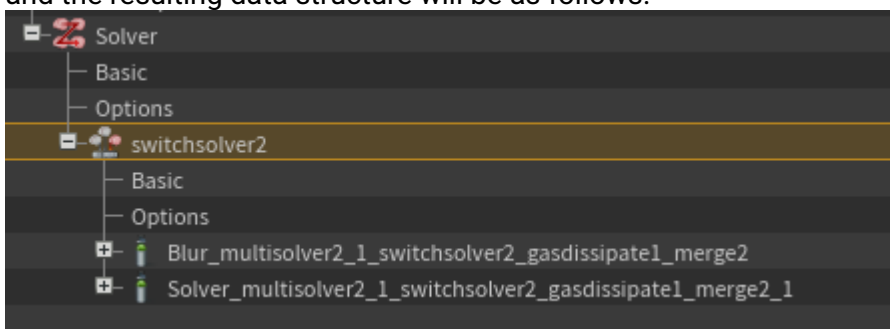 and the resulting data structure will be as follows:
Solver
Basic
Options
switchsolver2
Basic
Options
Blur_multisolver2_1_switchsolver2_gasdissipate1_merge2
Solver_multisolver2_1_switchsolver2_gasdissipate1_merge2_1